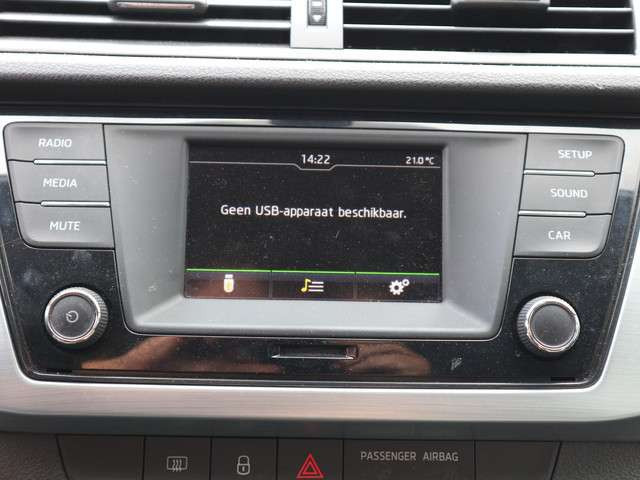 14:22
21.0 °C
RADIO
SETUP
MEDIA
SOUND
MUTE
CAR
Geen USB-apparaat beschikbaar.
PASSENGER AIRBAG